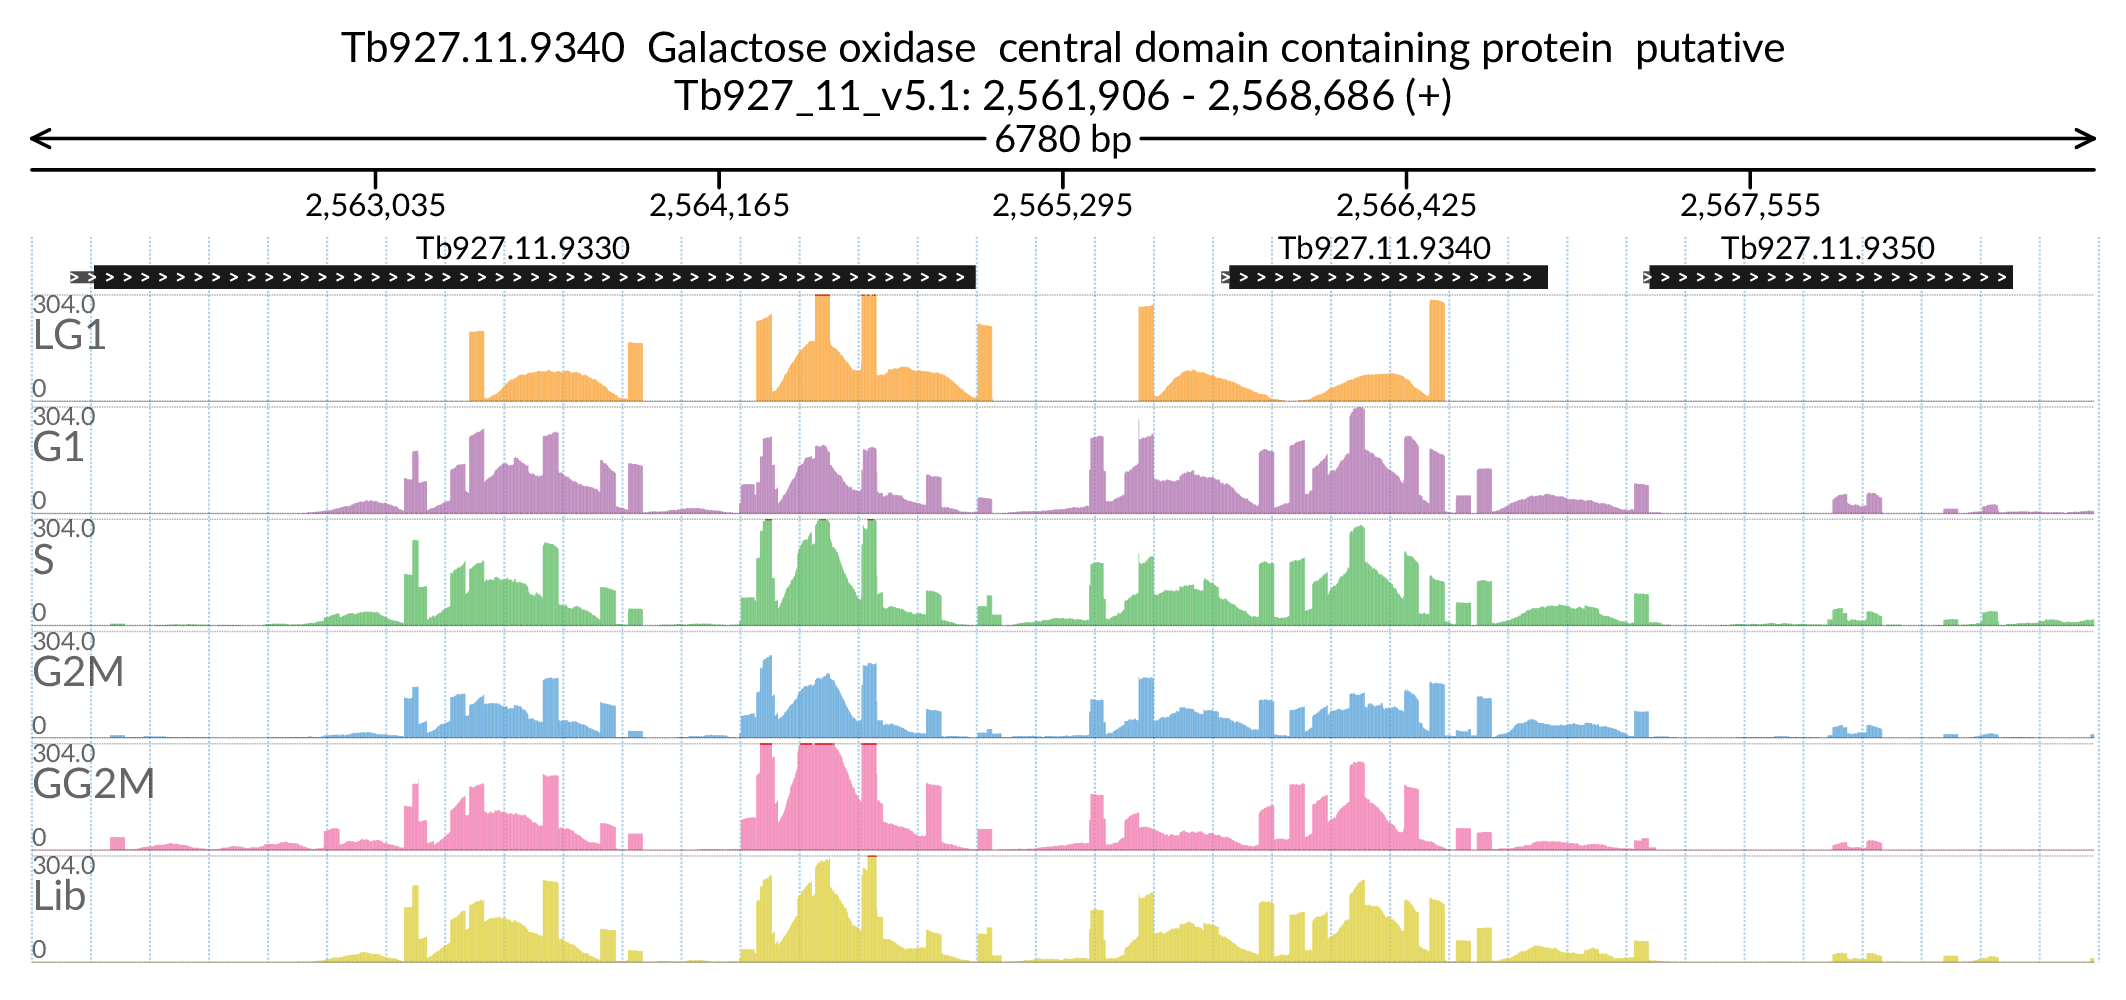 Tb927.11.9340  Galactose oxidase  central domain containing protein  putative
Tb927_11_v5.1: 2,561,906 - 2,568,686 (+)
6780 bp
2,563,035 2,564,165 2,565,295 2,566,425 2,567,555
Tb927.11.9330 Tb927.11.9340 Tb927.11.9350
304.0
LG1
0
304.0
G1
0
304.0
S
0
304.0
G2M
0
304.0
GG2M
0
304.0
Lib
0